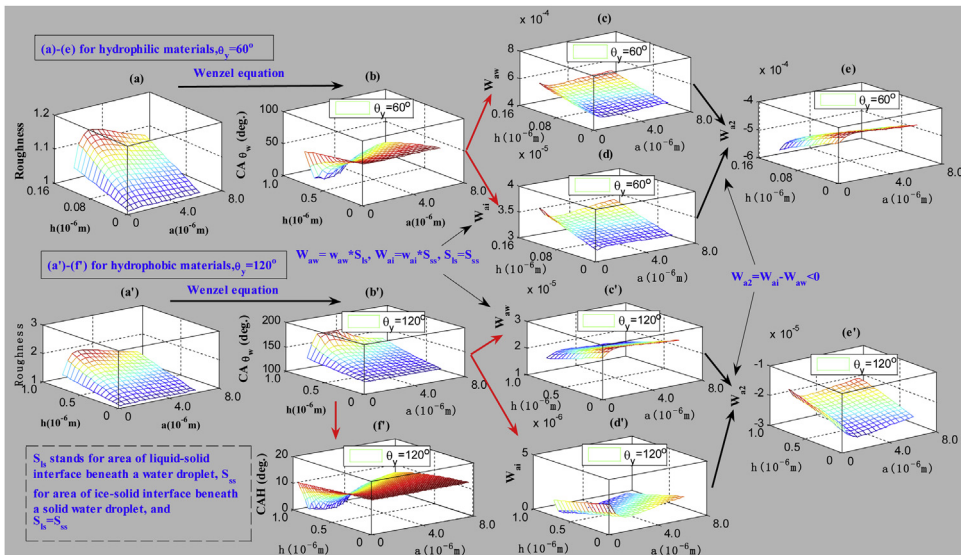 (a)-(e) for hydrophilic materials,θy=60°
(a)
Wenzel equation
Roughness
1.2
1.1
1
0.16
0.08
0
h(10⁻⁶m)
0
4.0
8.0
a(10⁻⁶m)
(b)
θy=60°
CA θw (deg.)
100
50
0
1.0
0.5
0
h(10⁻⁶m)
0
4.0
8.0
a(10⁻⁶m)
(c)
x 10⁻⁴
θy=60°
Waw
8
6
4
0.16
0.08
0
h(10⁻⁶m)
0
4.0
8.0
a(10⁻⁶m)
x 10⁻⁵
(d)
θy=60°
Wai
4
3.5
3
0.16
0.08
0
h(10⁻⁶m)
0
4.0
8.0
a(10⁻⁶m)
(e)
x 10⁻⁴
θy=60°
Wa2
-4
-5
-6
0.16
0.08
0
h(10⁻⁶m)
0
4.0
8.0
a(10⁻⁶m)
Waw= waw*Sls, Wai=wai*Sss, Sls=Sss
Wa2=Wai-Waw<0
(a')-(f') for hydrophobic materials,θy=120°
(a')
Wenzel equation
Roughness
3
2
1
1.0
0.5
0
h(10⁻⁶m)
0
4.0
8.0
a(10⁻⁶m)
(b')
θy=120°
CA θw (deg.)
200
150
100
1.0
0.5
0
h(10⁻⁶m)
0
4.0
8.0
a(10⁻⁶m)
(c')
x 10⁻⁵
θy=120°
Waw
3
2
1
1.0
0.5
0
h(10⁻⁶m)
0
4.0
8.0
a(10⁻⁶m)
x 10⁻⁶
(d')
θy=120°
Wai
5
0
1.0
0.5
0
h(10⁻⁶m)
0
4.0
8.0
a(10⁻⁶m)
(e')
x 10⁻⁵
θy=120°
Wa2
-1
-2
-3
1.0
0.5
0
h(10⁻⁶m)
0
4.0
8.0
a(10⁻⁶m)
(f')
θy=120°
CAH (deg.)
20
10
0
1.0
0.5
0
h(10⁻⁶m)
0
4.0
8.0
a(10⁻⁶m)
Sls stands for area of liquid-solid
interface beneath a water droplet, Sss
for area of ice-solid interface beneath
a solid water droplet, and
Sls=Sss